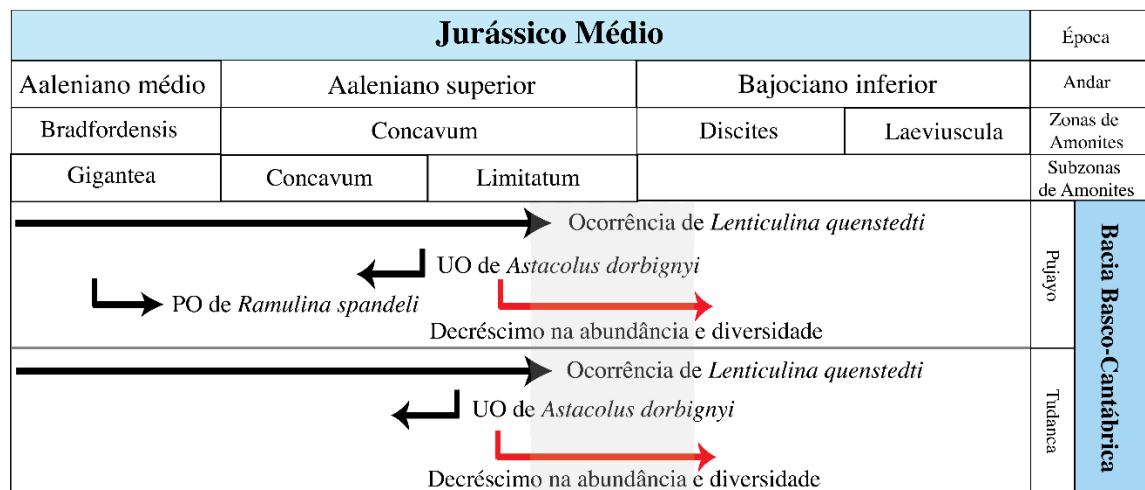 Jurássico Médio
Época
Aaleniano médio
Aaleniano superior
Bajociano inferior
Andar
Bradfordensis
Concavum
Discites
Laeviuscula
Zonas de
Amonites
Gigantea
Concavum
Limitatum
Subzonas
de Amonites
Ocorrência de Lenticulina quenstedti
UO de Astacolus dorbignyi
PO de Ramulina spandeli
Decréscimo na abundância e diversidade
Pujayo
Bacia Basco-Cantábrica
Ocorrência de Lenticulina quenstedti
UO de Astacolus dorbignyi
Decréscimo na abundância e diversidade
Tudanca